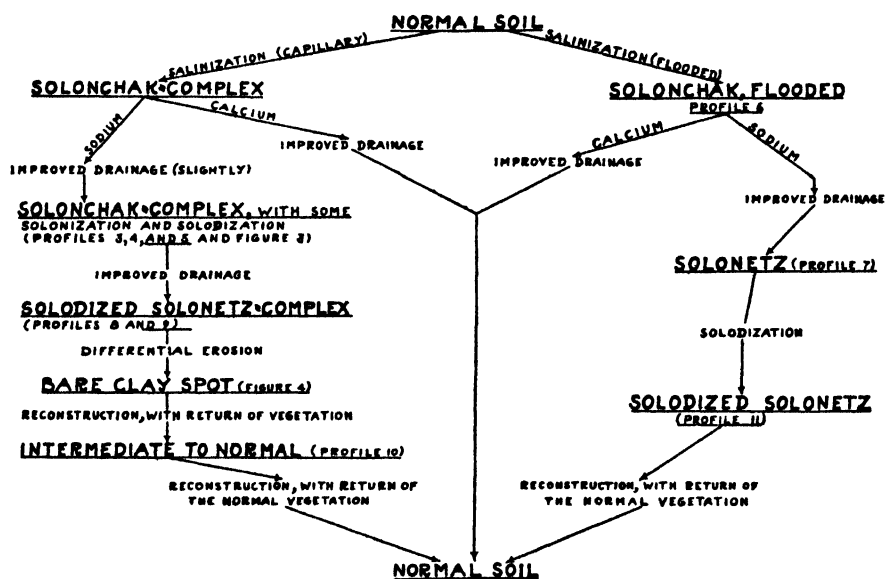 NORMAL SOIL
SALINIZATION (CAPILLARY)
SALINIZATION (FLOODED)
SOLONCHAK-COMPLEX
SOLONCHAK, FLOODED
PROFILE 6
SODIUM
CALCIUM
CALCIUM
SODIUM
IMPROVED DRAINAGE (SLIGHTLY)
IMPROVED DRAINAGE
IMPROVED DRAINAGE
IMPROVED DRAINAGE
SOLONCHAK-COMPLEX, WITH SOME
SOLONIZATION AND SOLODIZATION
(PROFILES 3, 4, AND 5 AND FIGURE 3)
IMPROVED DRAINAGE
SOLONETZ (PROFILE 7)
SOLODIZED SOLONETZ-COMPLEX
(PROFILES 8 AND 9)
SOLODIZATION
DIFFERENTIAL EROSION
BARE CLAY SPOT (FIGURE 4)
RECONSTRUCTION, WITH RETURN OF VEGETATION
SOLODIZED SOLONETZ
(PROFILE 11)
INTERMEDIATE TO NORMAL (PROFILE 10)
RECONSTRUCTION, WITH RETURN OF
THE NORMAL VEGETATION
RECONSTRUCTION, WITH RETURN OF
THE NORMAL VEGETATION
NORMAL SOIL